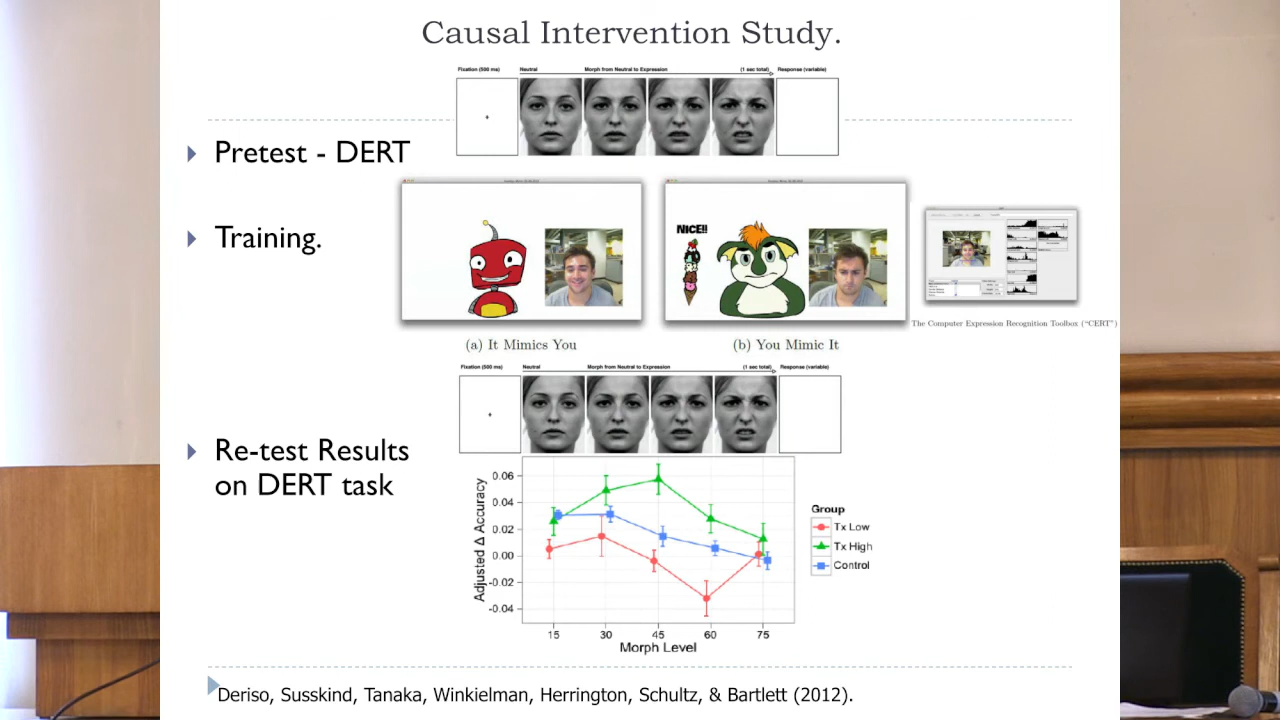 Causal Intervention Study.
Fixation (500 ms) Neutral Morph from Neutral to Expression (1 sec total) Response (variable)
Pretest - DERT
Training.
NICE!!
The Computer Expression Recognition Toolbox ("CERT")
(a) It Mimics You
(b) You Mimic It
Fixation (500 ms) Neutral Morph from Neutral to Expression (1 sec total) Response (variable)
Re-test Results
on DERT task
Adjusted Δ Accuracy
0.06
0.04
0.02
0.00
-0.02
-0.04
15 30 45 60 75
Morph Level
Group
Tx Low
Tx High
Control
Deriso, Susskind, Tanaka, Winkielman, Herrington, Schultz, & Bartlett (2012).